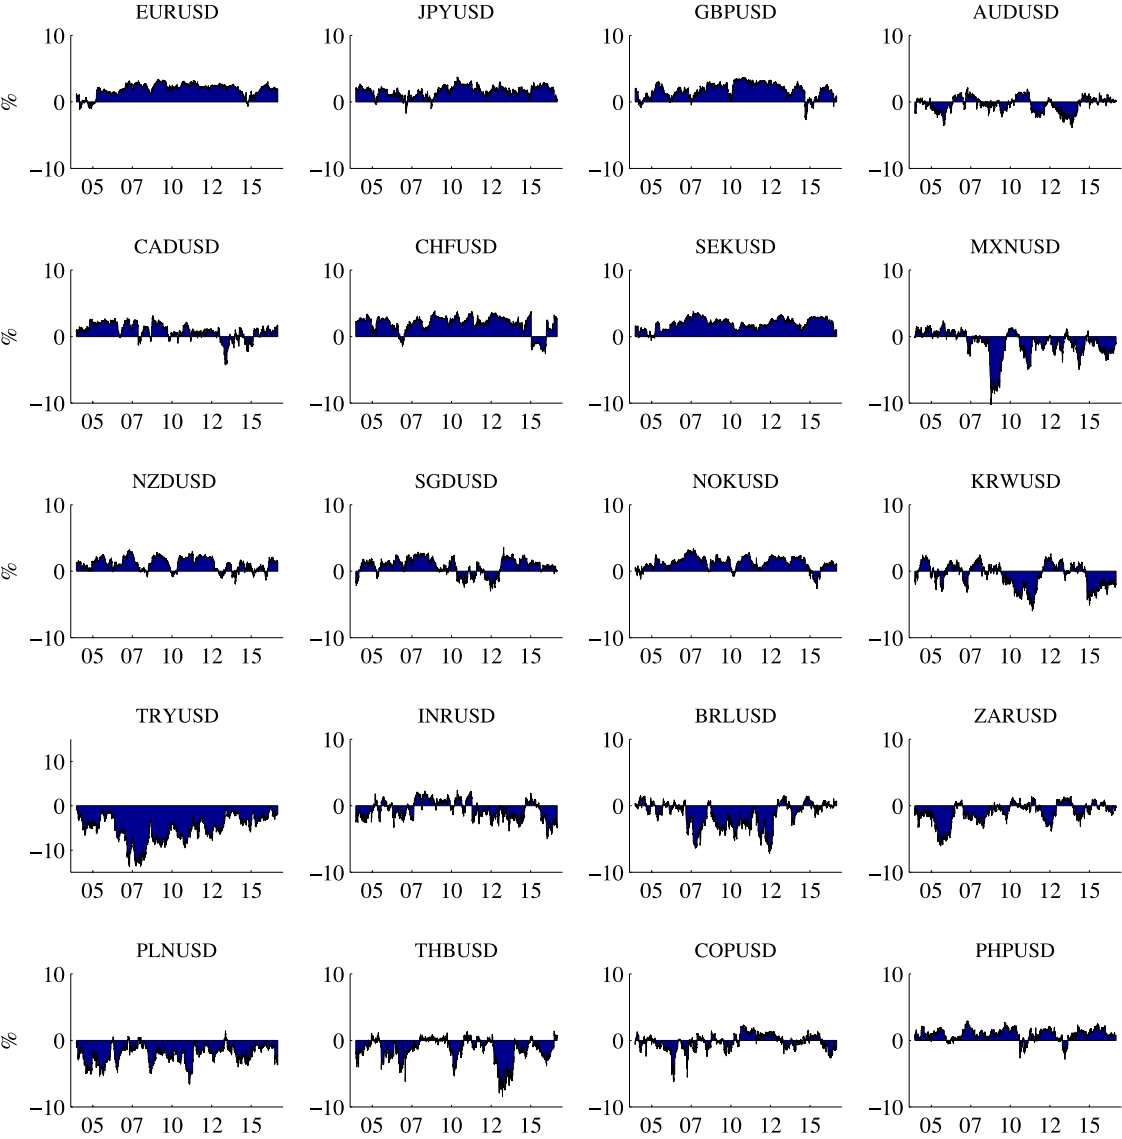 EURUSD JPYUSD GBPUSD AUDUSD
10 10 10 10
% 0 0 0 0
−10 −10 −10 −10
05 07 10 12 15 05 07 10 12 15 05 07 10 12 15 05 07 10 12 15
CADUSD CHFUSD SEKUSD MXNUSD
10 10 10 10
% 0 0 0 0
−10 −10 −10 −10
05 07 10 12 15 05 07 10 12 15 05 07 10 12 15 05 07 10 12 15
NZDUSD SGDUSD NOKUSD KRWUSD
10 10 10 10
% 0 0 0 0
−10 −10 −10 −10
05 07 10 12 15 05 07 10 12 15 05 07 10 12 15 05 07 10 12 15
TRYUSD INRUSD BRLUSD ZARUSD
10 10 10 10
% 0 0 0 0
−10 −10 −10 −10
05 07 10 12 15 05 07 10 12 15 05 07 10 12 15 05 07 10 12 15
PLNUSD THBUSD COPUSD PHPUSD
10 10 10 10
% 0 0 0 0
−10 −10 −10 −10
05 07 10 12 15 05 07 10 12 15 05 07 10 12 15 05 07 10 12 15